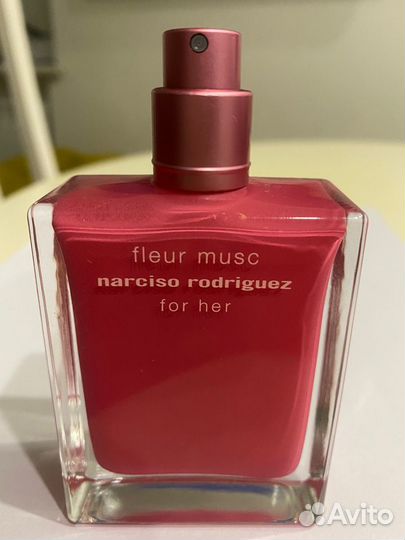 fleur musc
narciso rodriguez
for her
Avito